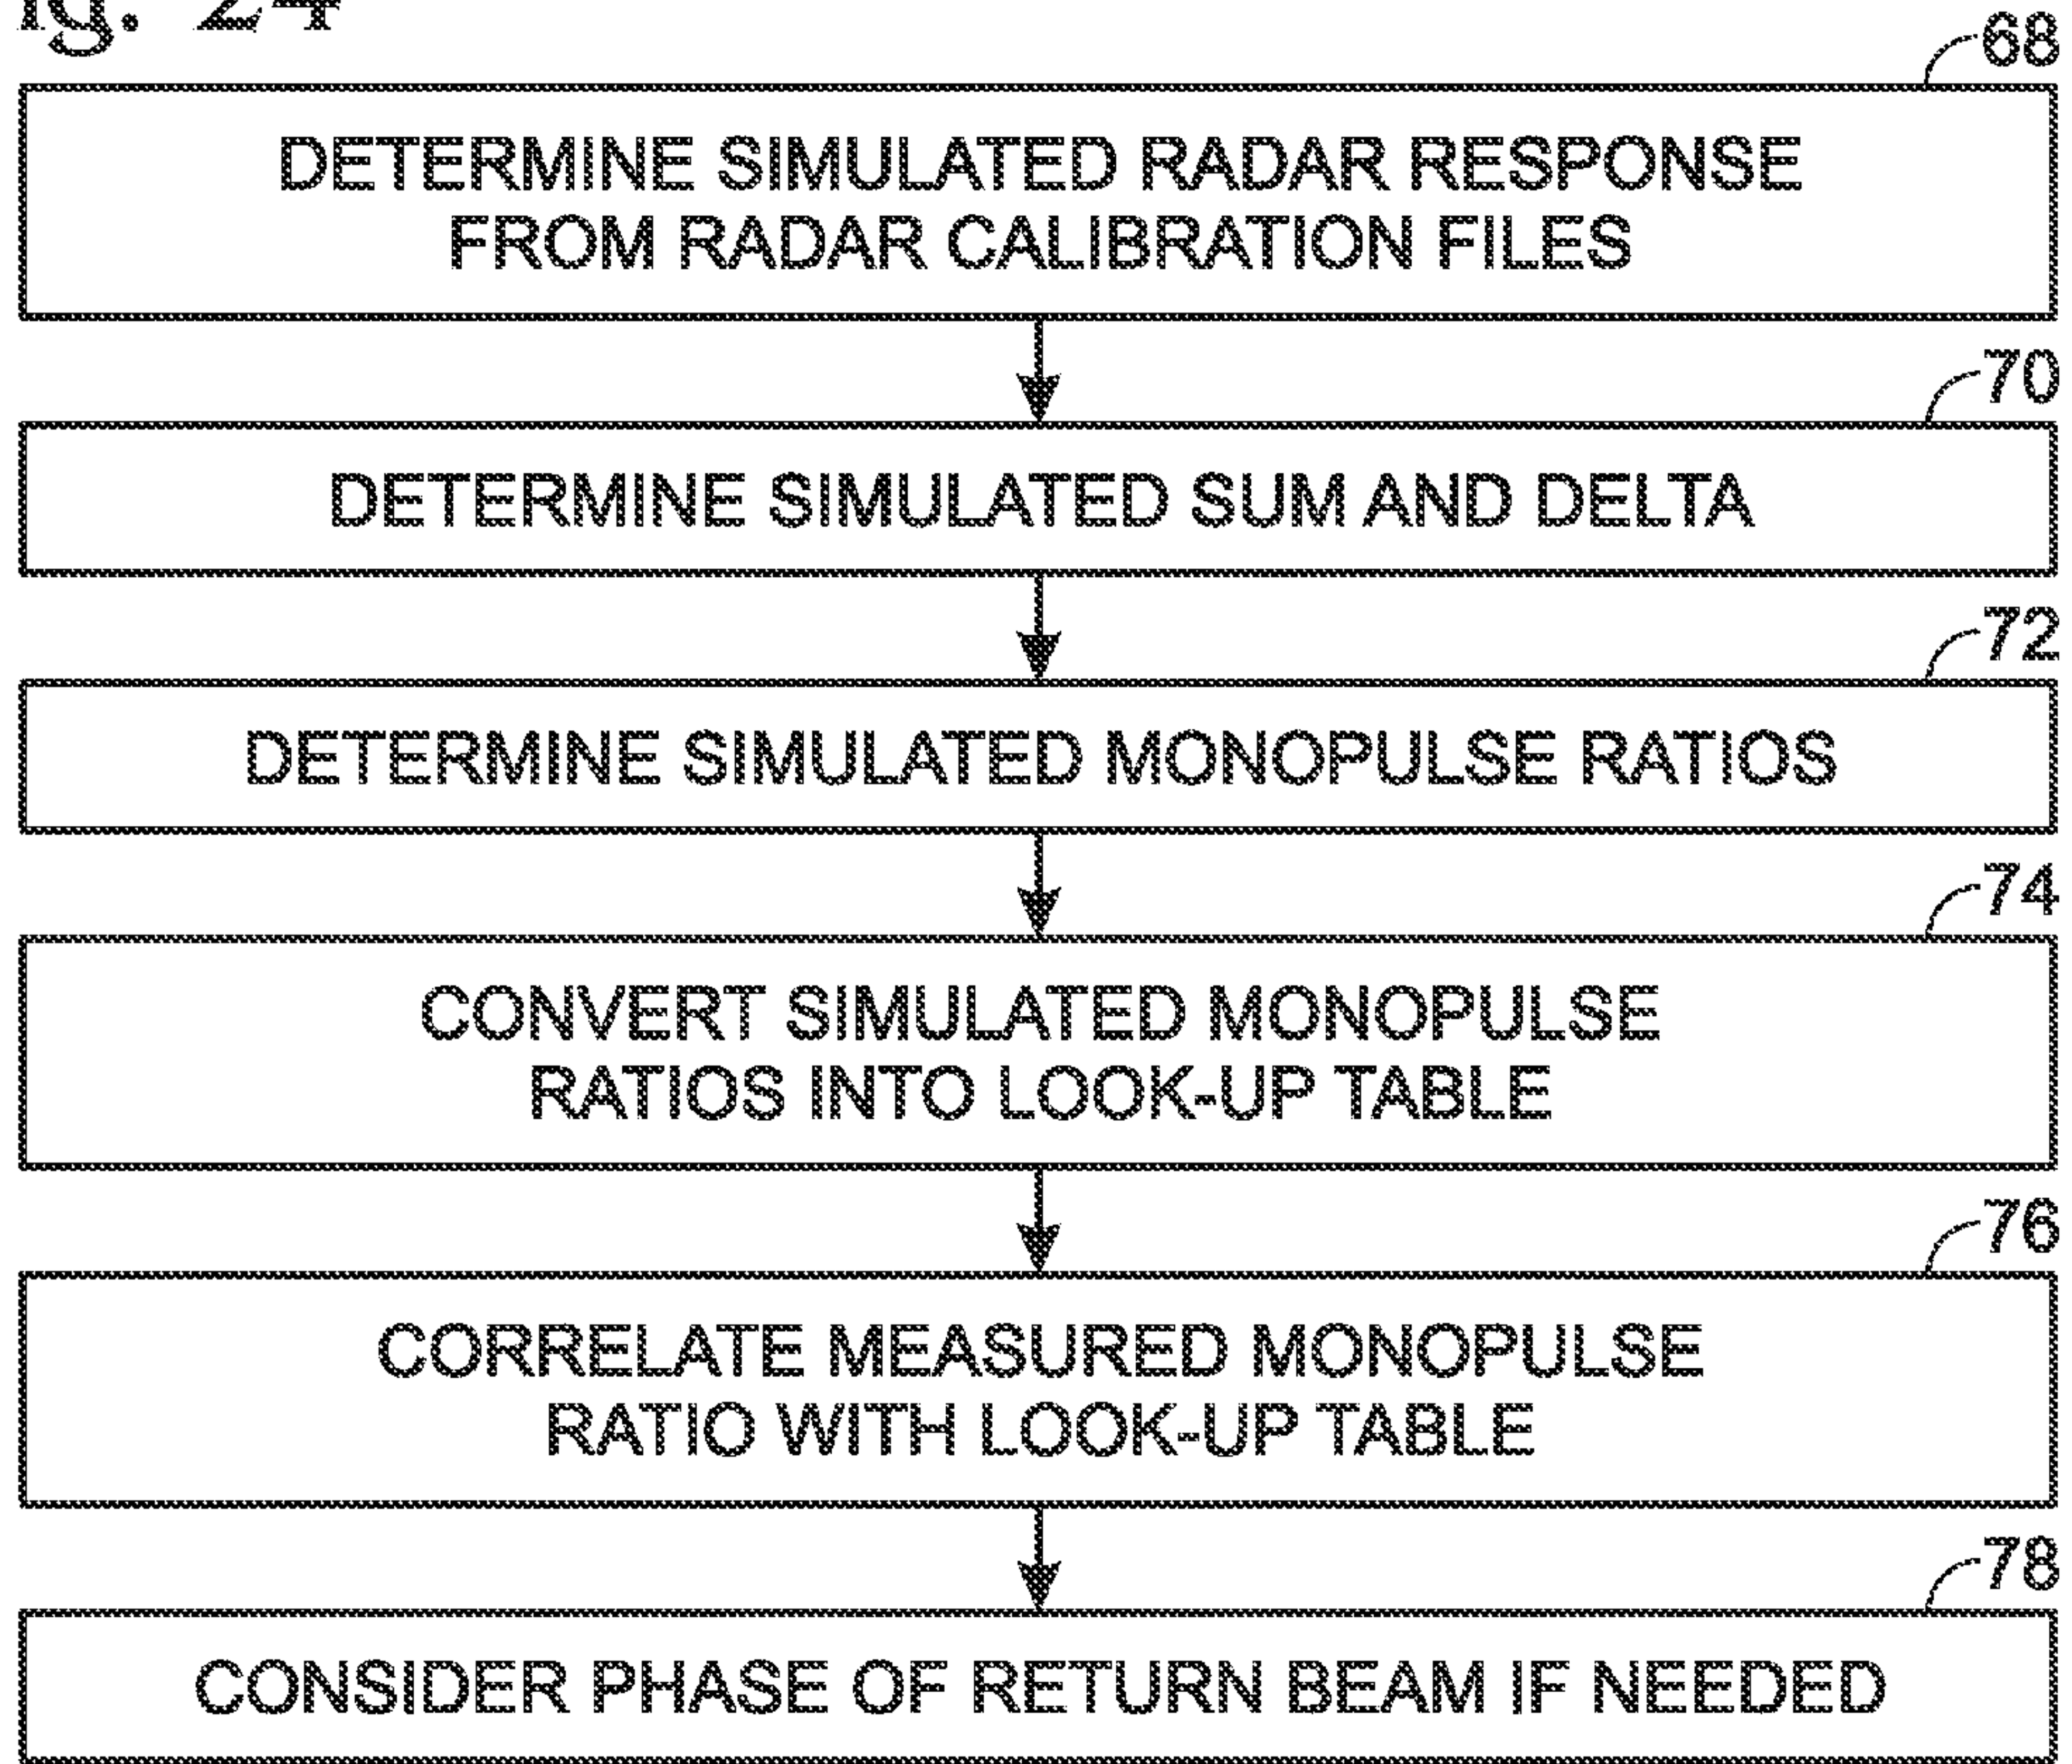 Fig. 24
68
DETERMINE SIMULATED RADAR RESPONSE
FROM RADAR CALIBRATION FILES
70
DETERMINE SIMULATED SUM AND DELTA
72
DETERMINE SIMULATED MONOPULSE RATIOS
74
CONVERT SIMULATED MONOPULSE
RATIOS INTO LOOK-UP TABLE
76
CORRELATE MEASURED MONOPULSE
RATIO WITH LOOK-UP TABLE
78
CONSIDER PHASE OF RETURN BEAM IF NEEDED